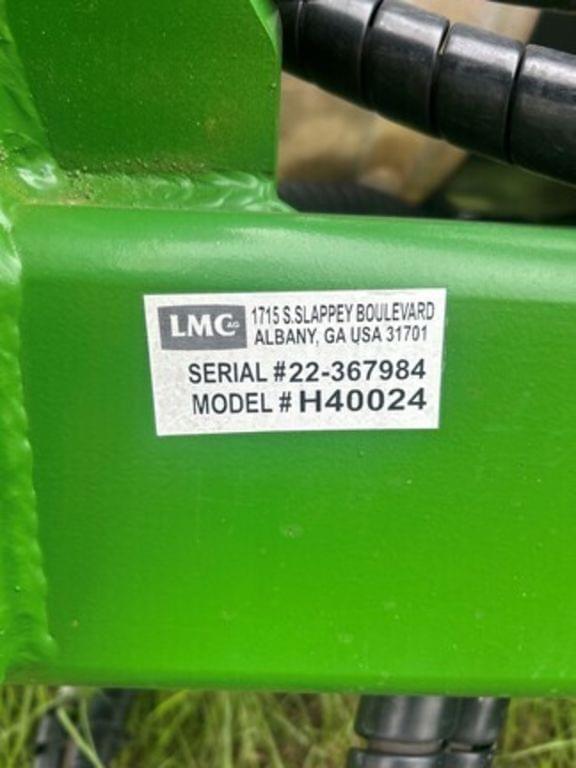 LMC AG 1715 S.SLAPPEY BOULEVARD
ALBANY, GA USA 31701
SERIAL #22-367984
MODEL # H40024